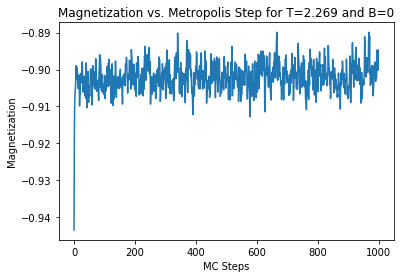 Magnetization vs. Metropolis Step for T=2.269 and B=0
−0.89
−0.90
−0.91
−0.92
−0.93
−0.94
Magnetization
0 200 400 600 800 1000
MC Steps